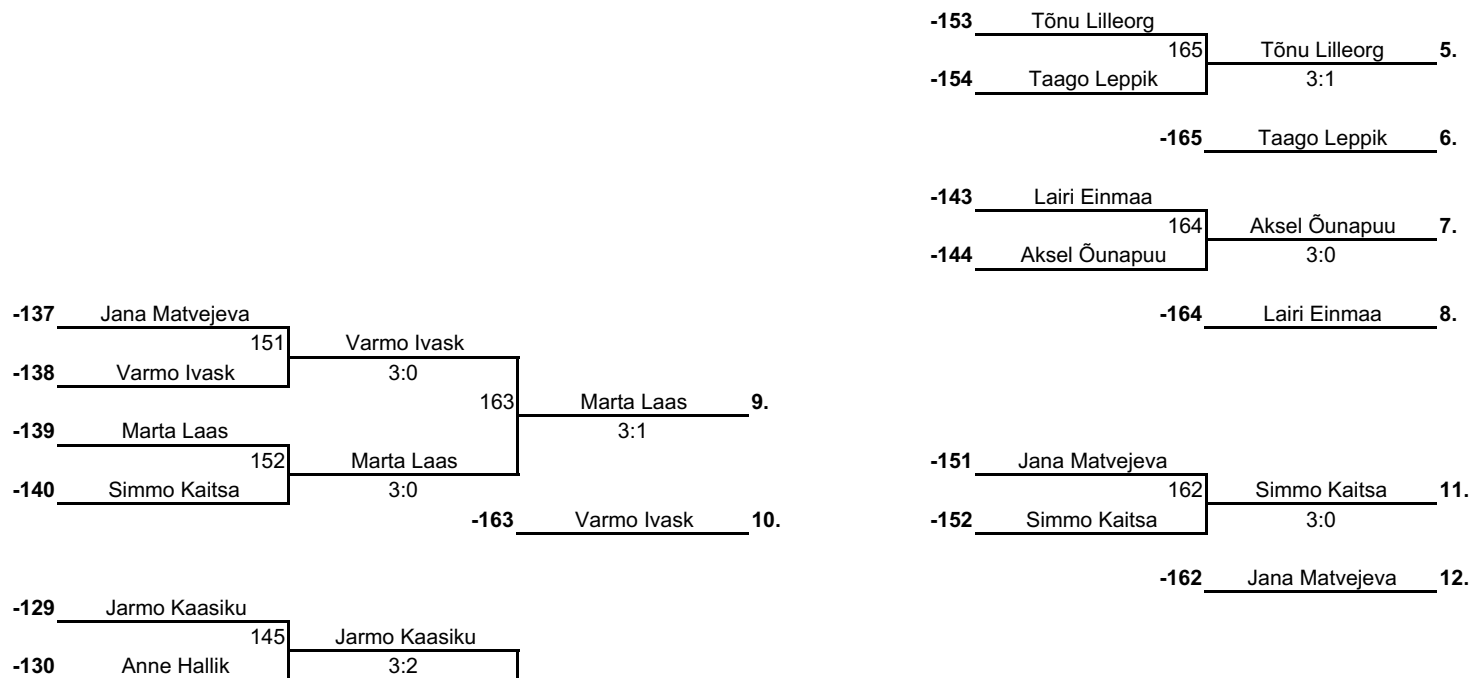 -153 Tõnu Lilleorg
165 Tõnu Lilleorg 5.
-154 Taago Leppik 3:1
-165 Taago Leppik 6.
-143 Lairi Einmaa
164 Aksel Õunapuu 7.
-144 Aksel Õunapuu 3:0
-137 Jana Matvejeva -164 Lairi Einmaa 8.
151 Varmo Ivask
-138 Varmo Ivask 3:0
163 Marta Laas 9.
-139 Marta Laas 3:1
152 Marta Laas -151 Jana Matvejeva
-140 Simmo Kaitsa 3:0 162 Simmo Kaitsa 11.
-163 Varmo Ivask 10. -152 Simmo Kaitsa 3:0
-162 Jana Matvejeva 12.
-129 Jarmo Kaasiku
145 Jarmo Kaasiku
-130 Anne Hallik 3:2